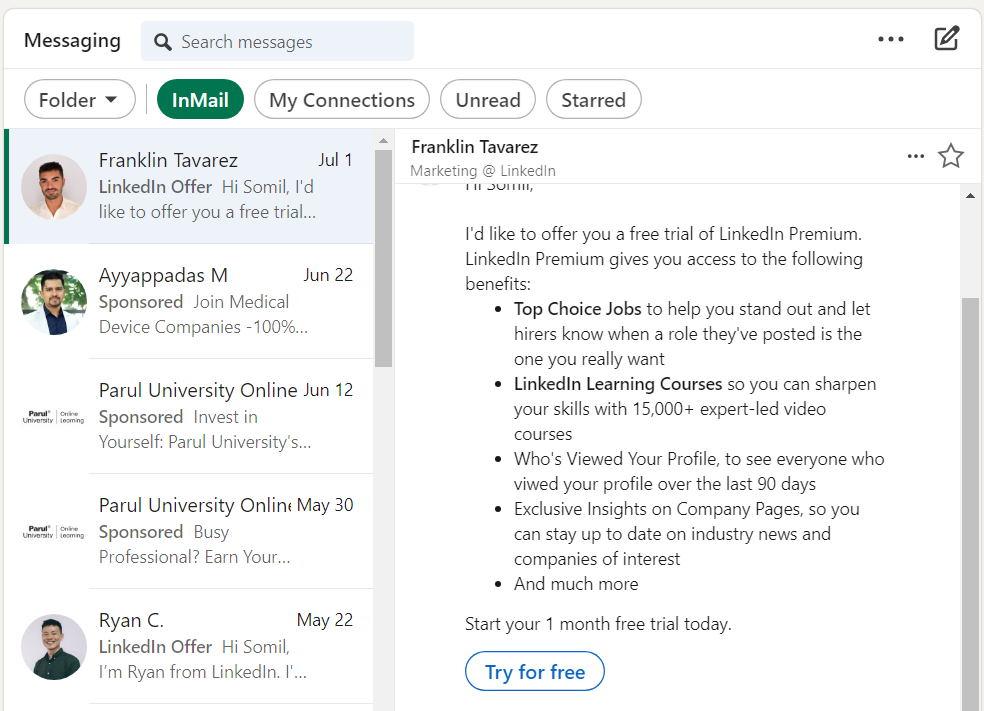 Messaging
Search messages
Folder
InMail
My Connections
Unread
Starred
Franklin Tavarez Jul 1
LinkedIn Offer Hi Somil, I'd
like to offer you a free trial...
Ayyappadas M Jun 22
Sponsored Join Medical
Device Companies -100%...
Parul University Online Jun 12
Sponsored Invest in
Yourself: Parul University's...
Parul University Online May 30
Sponsored Busy
Professional? Earn Your...
Ryan C. May 22
LinkedIn Offer Hi Somil,
I'm Ryan from LinkedIn. I'...
Parul University
Online Learning
Parul University
Online Learning
Franklin Tavarez
Marketing @ LinkedIn
Hi Somil,
I'd like to offer you a free trial of LinkedIn Premium.
LinkedIn Premium gives you access to the following
benefits:
• Top Choice Jobs to help you stand out and let
hirers know when a role they've posted is the
one you really want
• LinkedIn Learning Courses so you can sharpen
your skills with 15,000+ expert-led video
courses
• Who's Viewed Your Profile, to see everyone who
viwed your profile over the last 90 days
• Exclusive Insights on Company Pages, so you
can stay up to date on industry news and
companies of interest
• And much more
Start your 1 month free trial today.
Try for free